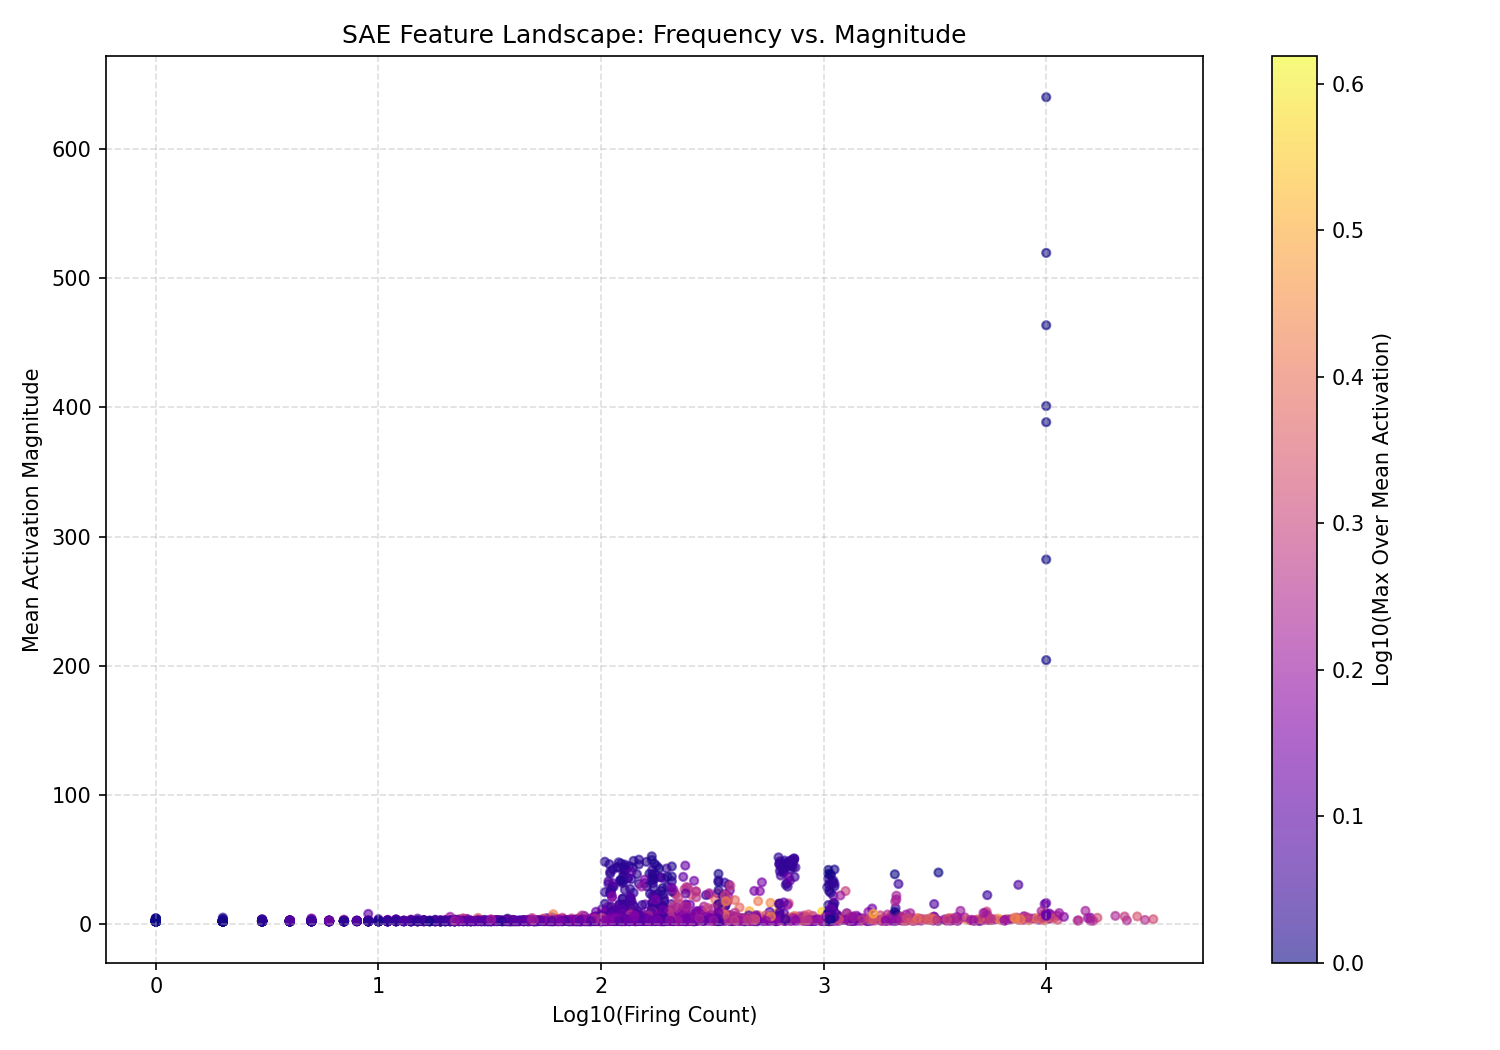 SAE Feature Landscape: Frequency vs. Magnitude
Mean Activation Magnitude
600
500
400
300
200
100
0
0 1 2 3 4
Log10(Firing Count)
0.6
0.5
0.4
0.3
0.2
0.1
0.0
Log10(Max Over Mean Activation)